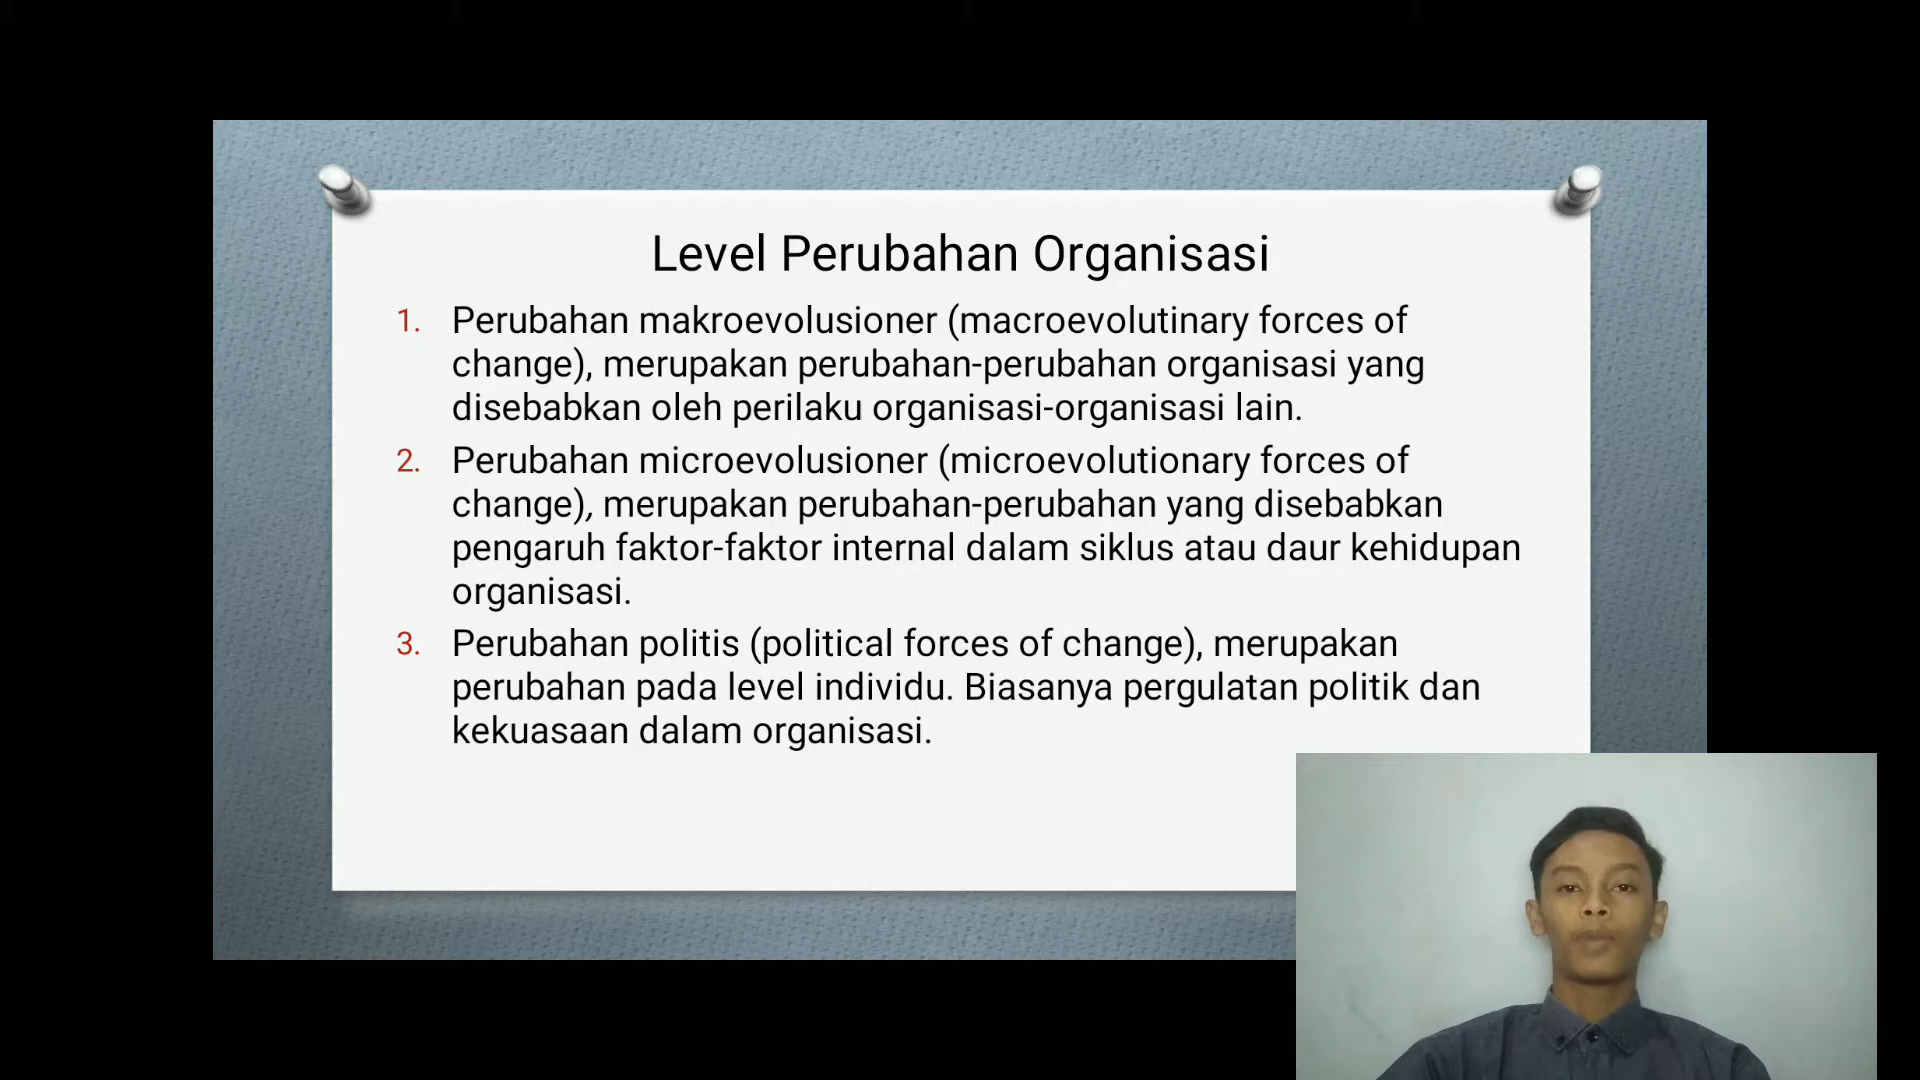 Level Perubahan Organisasi
1. Perubahan makroevolusioner (macroevolutinary forces of
change), merupakan perubahan-perubahan organisasi yang
disebabkan oleh perilaku organisasi-organisasi lain.
2. Perubahan microevolusioner (microevolutionary forces of
change), merupakan perubahan-perubahan yang disebabkan
pengaruh faktor-faktor internal dalam siklus atau daur kehidupan
organisasi.
3. Perubahan politis (political forces of change), merupakan
perubahan pada level individu. Biasanya pergulatan politik dan
kekuasaan dalam organisasi.